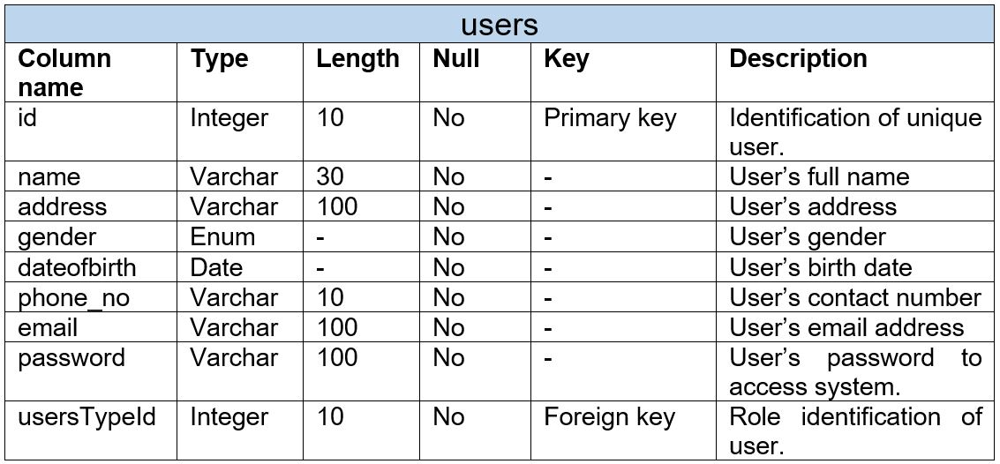 users
Column name Type Length Null Key Description
id Integer 10 No Primary key Identification of unique user.
name Varchar 30 No - User’s full name
address Varchar 100 No - User’s address
gender Enum - No - User’s gender
dateofbirth Date - No - User’s birth date
phone_no Varchar 10 No - User’s contact number
email Varchar 100 No - User’s email address
password Varchar 100 No - User’s password to access system.
usersTypeId Integer 10 No Foreign key Role identification of user.